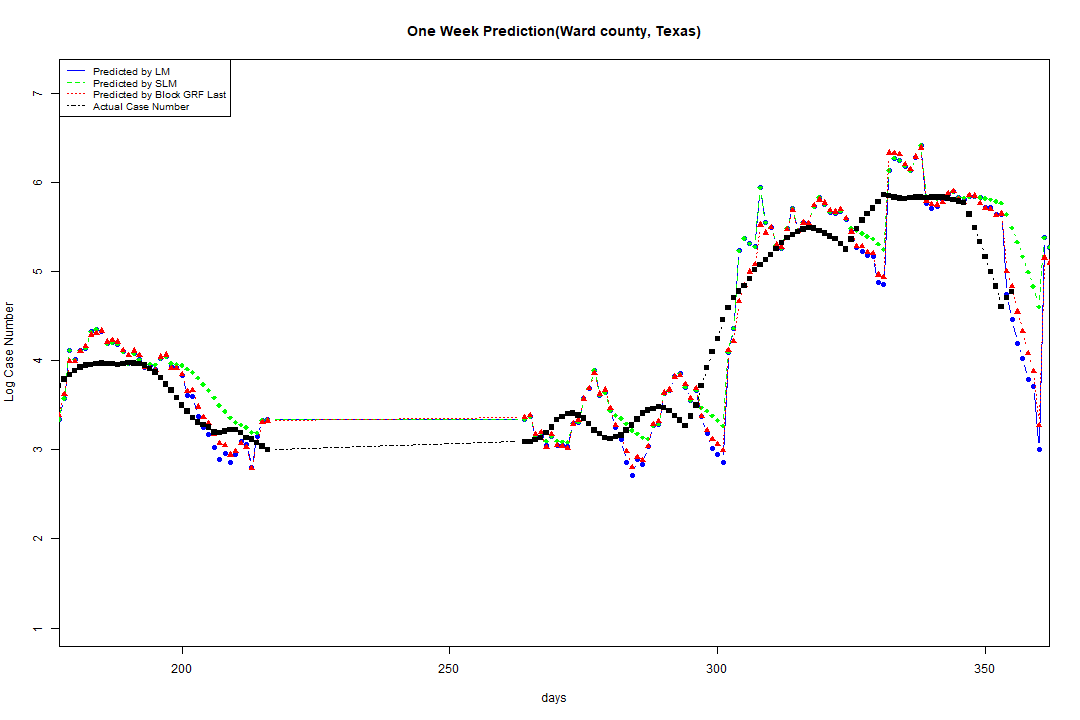 One Week Prediction(Ward county, Texas)
Predicted by LM
Predicted by SLM
Predicted by Block GRF Last
Actual Case Number
7
6
5
4
3
2
1
Log Case Number
200 250 300 350
days